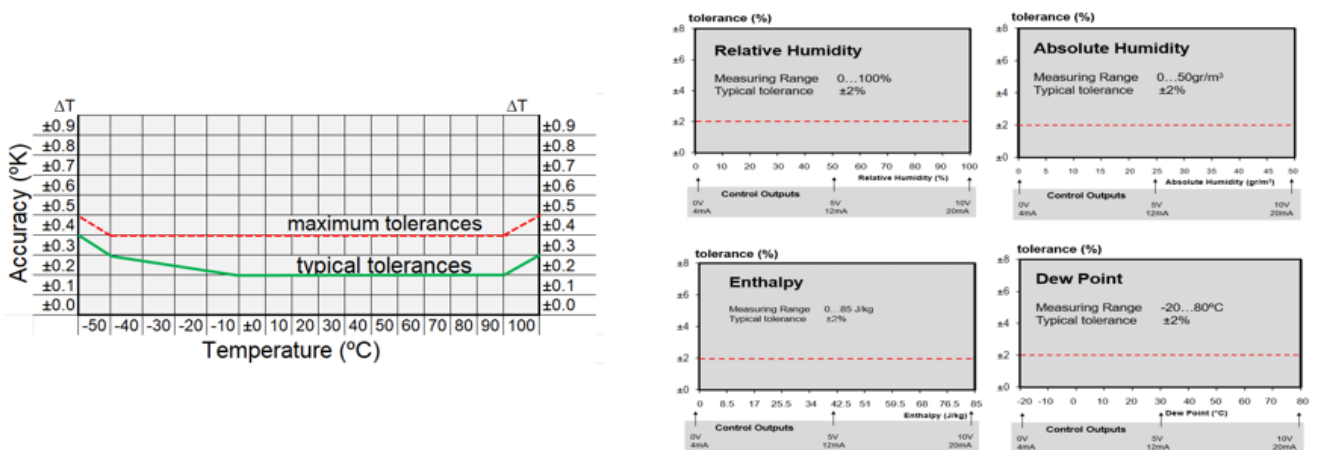 ΔT ΔT
±0.9 ±0.9
±0.8 ±0.8
±0.7 ±0.7
±0.6 ±0.6
±0.5 ±0.5
±0.4 ±0.4
±0.3 ±0.3
±0.2 ±0.2
±0.1 ±0.1
±0.0 ±0.0
Accuracy (ºK)
maximum tolerances
typical tolerances
-50 -40 -30 -20 -10 ±0 10 20 30 40 50 60 70 80 90 100
Temperature (ºC)
tolerance (%)
±8
±6
±4
±2
±0
Relative Humidity
Measuring Range 0...100%
Typical tolerance ±2%
0 10 20 30 40 50 60 70 80 90 100
Relative Humidity (%)
Control Outputs
0V 5V 10V
4mA 12mA 20mA
tolerance (%)
±8
±6
±4
±2
±0
Absolute Humidity
Measuring Range 0...50gr/m³
Typical tolerance ±2%
0 5 10 15 20 25 30 35 40 45 50
Absolute Humidity (gr/m³)
Control Outputs
0V 5V 10V
4mA 12mA 20mA
tolerance (%)
±8
±6
±4
±2
±0
Enthalpy
Measuring Range 0...85 J/kg
Typical tolerance ±2%
0 8.5 17 25.5 34 42.5 51 59.5 68 76.5 85
Enthalpy (J/kg)
Control Outputs
0V 5V 10V
4mA 12mA 20mA
tolerance (%)
±8
±6
±4
±2
±0
Dew Point
Measuring Range -20...80ºC
Typical tolerance ±2%
-20 -10 0 10 20 30 40 50 60 70 80
Dew Point (°C)
Control Outputs
0V 5V 10V
4mA 12mA 20mA